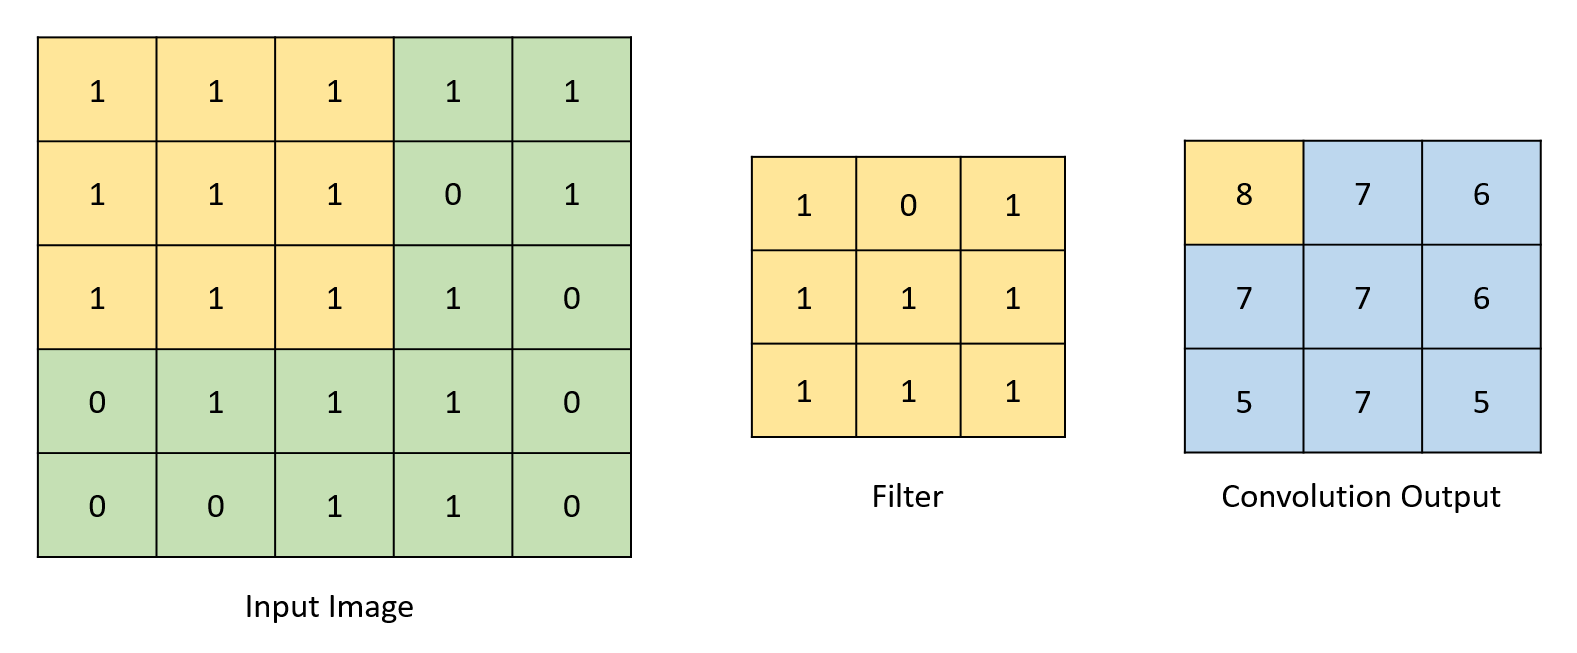 1 1 1 1 1
1 1 1 0 1
1 1 1 1 0
0 1 1 1 0
0 0 1 1 0
Input Image
1 0 1
1 1 1
1 1 1
Filter
8 7 6
7 7 6
5 7 5
Convolution Output